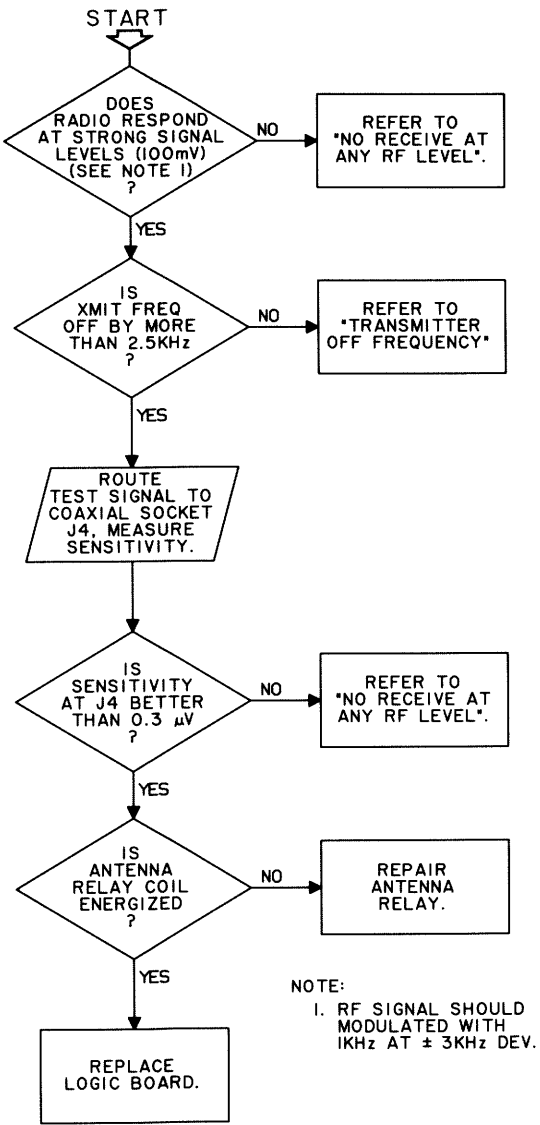 START
DOES
RADIO RESPOND
AT STRONG SIGNAL
LEVELS (100mV)
(SEE NOTE 1)
?
NO
REFER TO
"NO RECEIVE AT
ANY RF LEVEL".
YES
IS
XMIT FREQ
OFF BY MORE
THAN 2.5KHz
?
NO
REFER TO
"TRANSMITTER
OFF FREQUENCY"
YES
ROUTE
TEST SIGNAL TO
COAXIAL SOCKET
J4, MEASURE
SENSITIVITY.
IS
SENSITIVITY
AT J4 BETTER
THAN 0.3 µV
?
NO
REFER TO
"NO RECEIVE AT
ANY RF LEVEL".
YES
IS
ANTENNA
RELAY COIL
ENERGIZED
?
NO
REPAIR
ANTENNA
RELAY.
YES
REPLACE
LOGIC BOARD.
NOTE:
1. RF SIGNAL SHOULD
MODULATED WITH
1KHz AT ± 3KHz DEV.